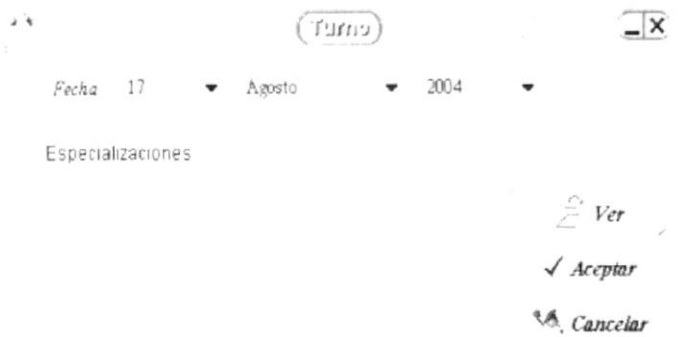 Turno
Fecha 17 Agosto 2004
Especializaciones
Ver
Aceptar
Cancelar